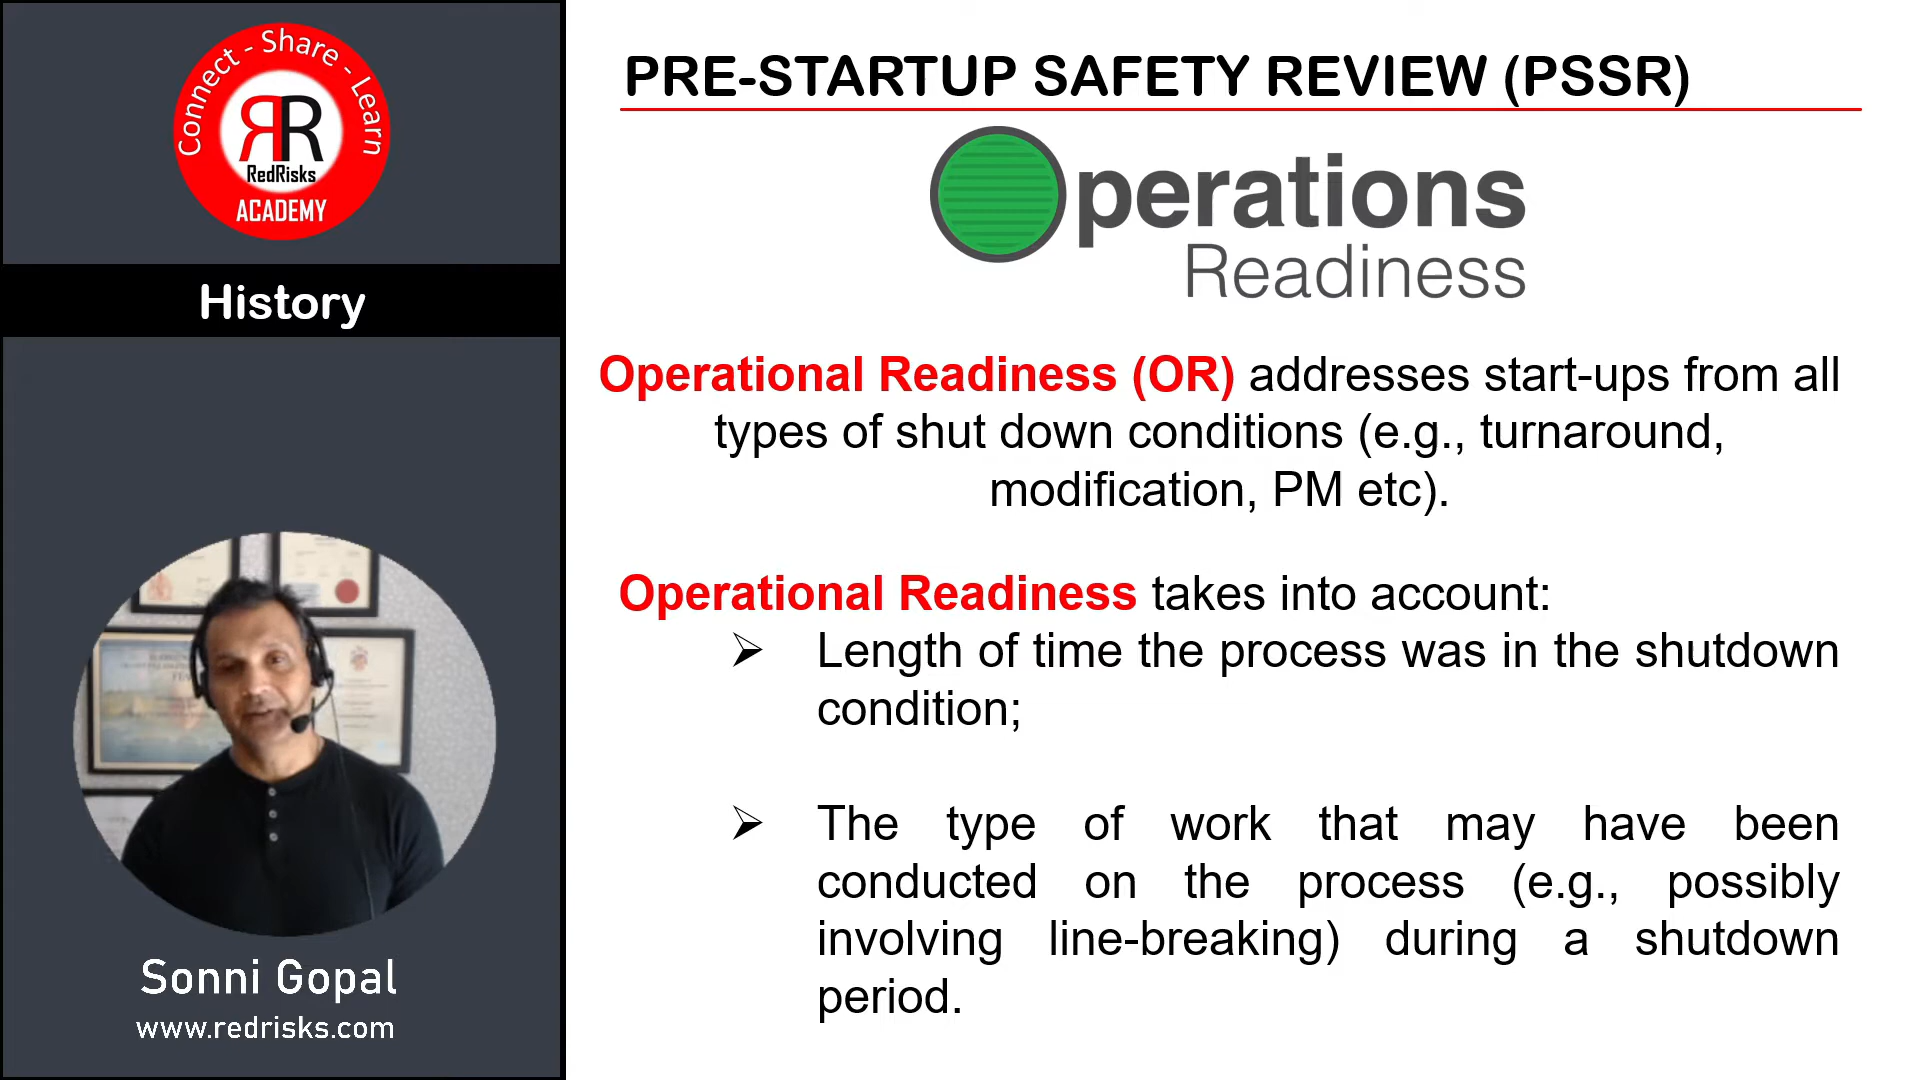 Connect - Share - Learn
RR
RedRisks
ACADEMY
History
Sonni Gopal
www.redrisks.com
PRE-STARTUP SAFETY REVIEW (PSSR)
Operations
Readiness
Operational Readiness (OR) addresses start-ups from all
types of shut down conditions (e.g., turnaround,
modification, PM etc).
Operational Readiness takes into account:
➢ Length of time the process was in the shutdown
condition;
➢ The type of work that may have been
conducted on the process (e.g., possibly
involving line-breaking) during a shutdown
period.